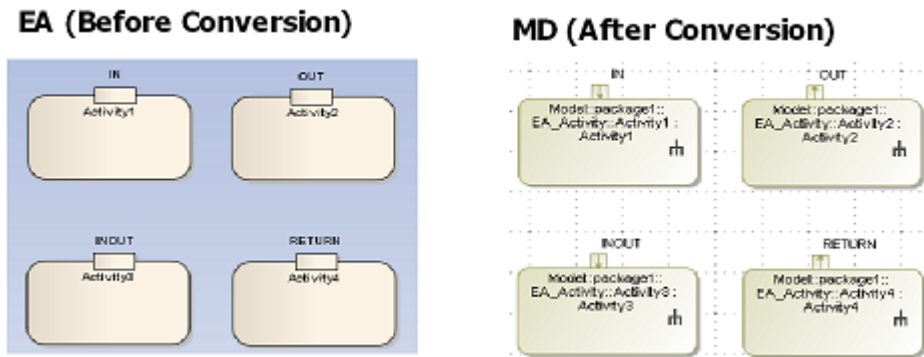 EA (Before Conversion)
IN
OUT
Activity1
Activity2
INOUT
RETURN
Activity3
Activity4
MD (After Conversion)
IN
OUT
Model::package1::
EA_Activity::Activity1 :
Activity1
Model::package1::
EA_Activity::Activity2 :
Activity2
INOUT
RETURN
Model::package1::
EA_Activity::Activity3 :
Activity3
Model::package1::
EA_Activity::Activity4 :
Activity4